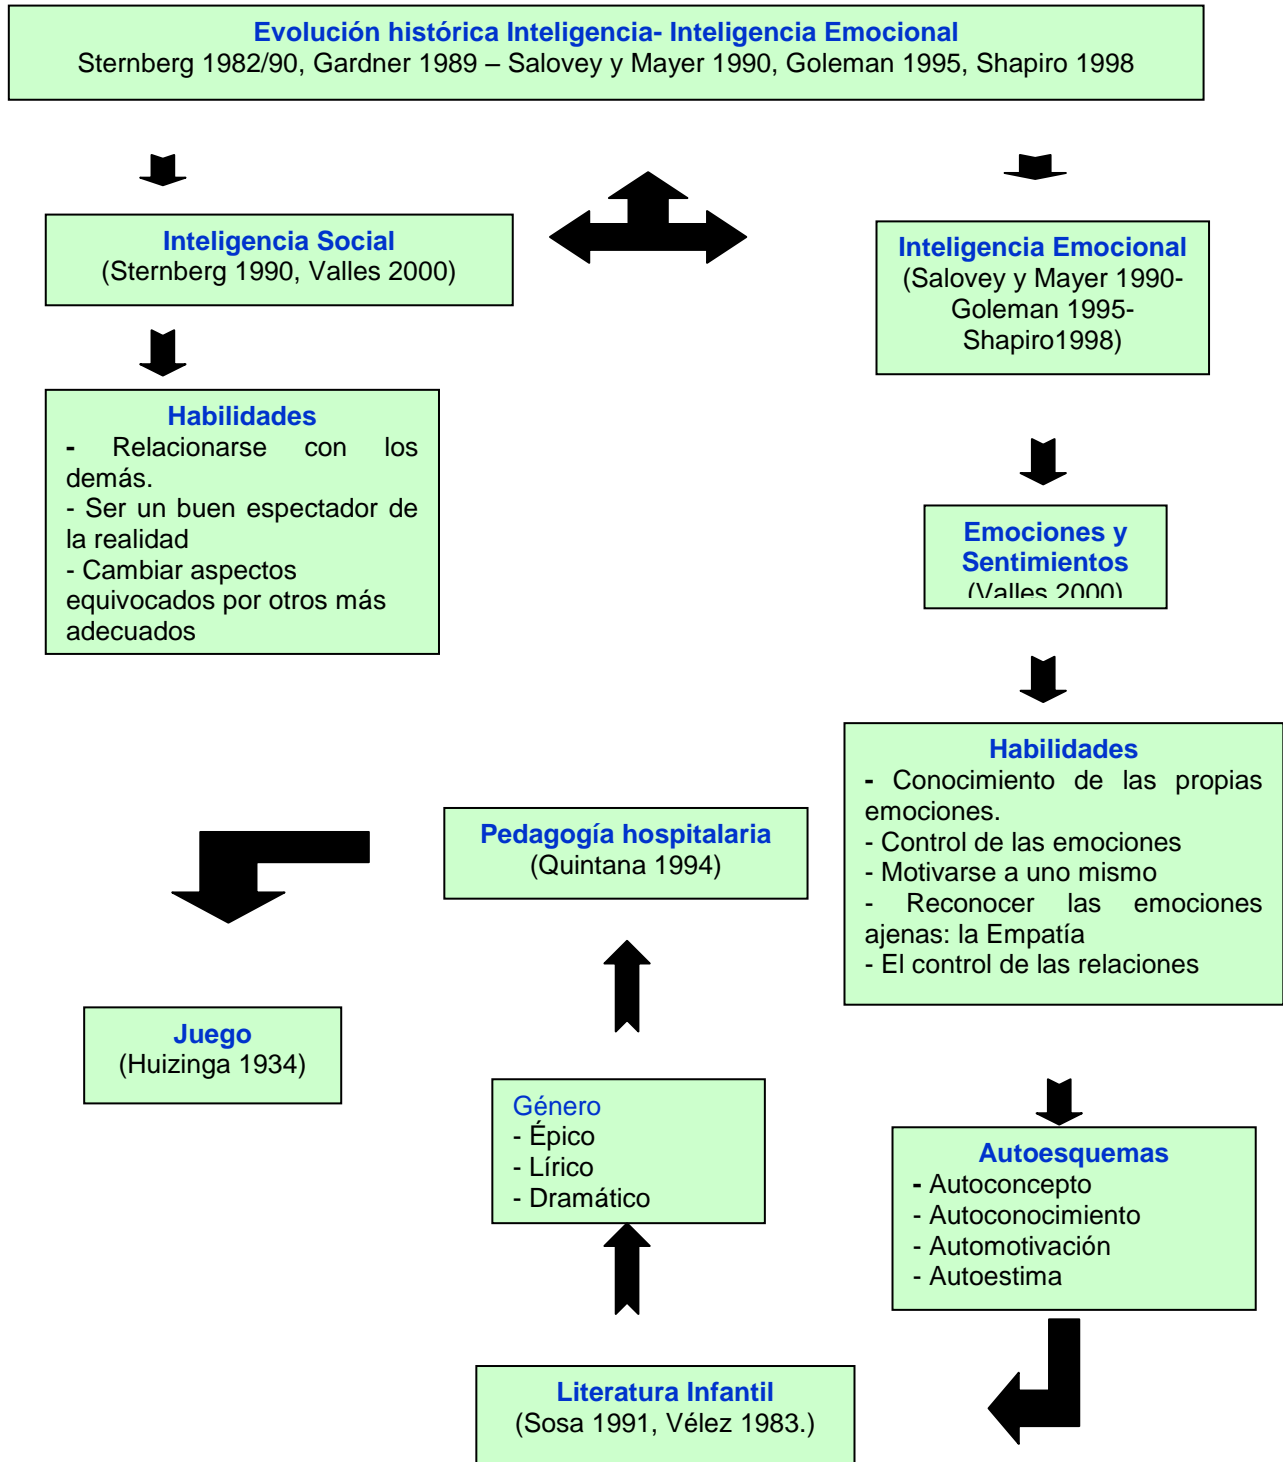 Evolución histórica Inteligencia- Inteligencia Emocional
Sternberg 1982/90, Gardner 1989 – Salovey y Mayer 1990, Goleman 1995, Shapiro 1998
Inteligencia Social
(Sternberg 1990, Valles 2000)
Inteligencia Emocional
(Salovey y Mayer 1990-
Goleman 1995-
Shapiro1998)
Habilidades
- Relacionarse con los
demás.
- Ser un buen espectador de
la realidad
- Cambiar aspectos
equivocados por otros más
adecuados
Emociones y
Sentimientos
(Valles 2000)
Habilidades
- Conocimiento de las propias
emociones.
- Control de las emociones
- Motivarse a uno mismo
- Reconocer las emociones
ajenas: la Empatía
- El control de las relaciones
Pedagogía hospitalaria
(Quintana 1994)
Juego
(Huizinga 1934)
Género
- Épico
- Lírico
- Dramático
Autoesquemas
- Autoconcepto
- Autoconocimiento
- Automotivación
- Autoestima
Literatura Infantil
(Sosa 1991, Vélez 1983.)